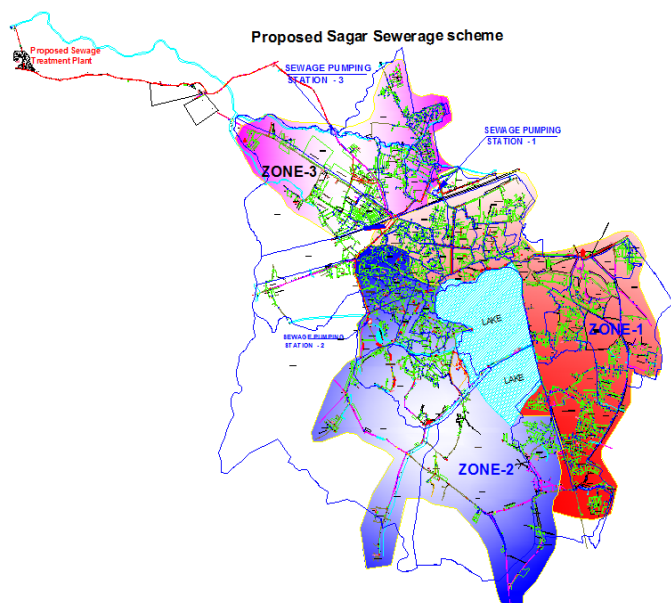 Proposed Sagar Sewerage scheme
Proposed Sewage
Treatment Plant
SEWAGE PUMPING
STATION - 3
SEWAGE PUMPING
STATION - 1
ZONE-3
LAKE
ZONE-1
SEWAGE PUMPING
STATION - 2
LAKE
ZONE-2